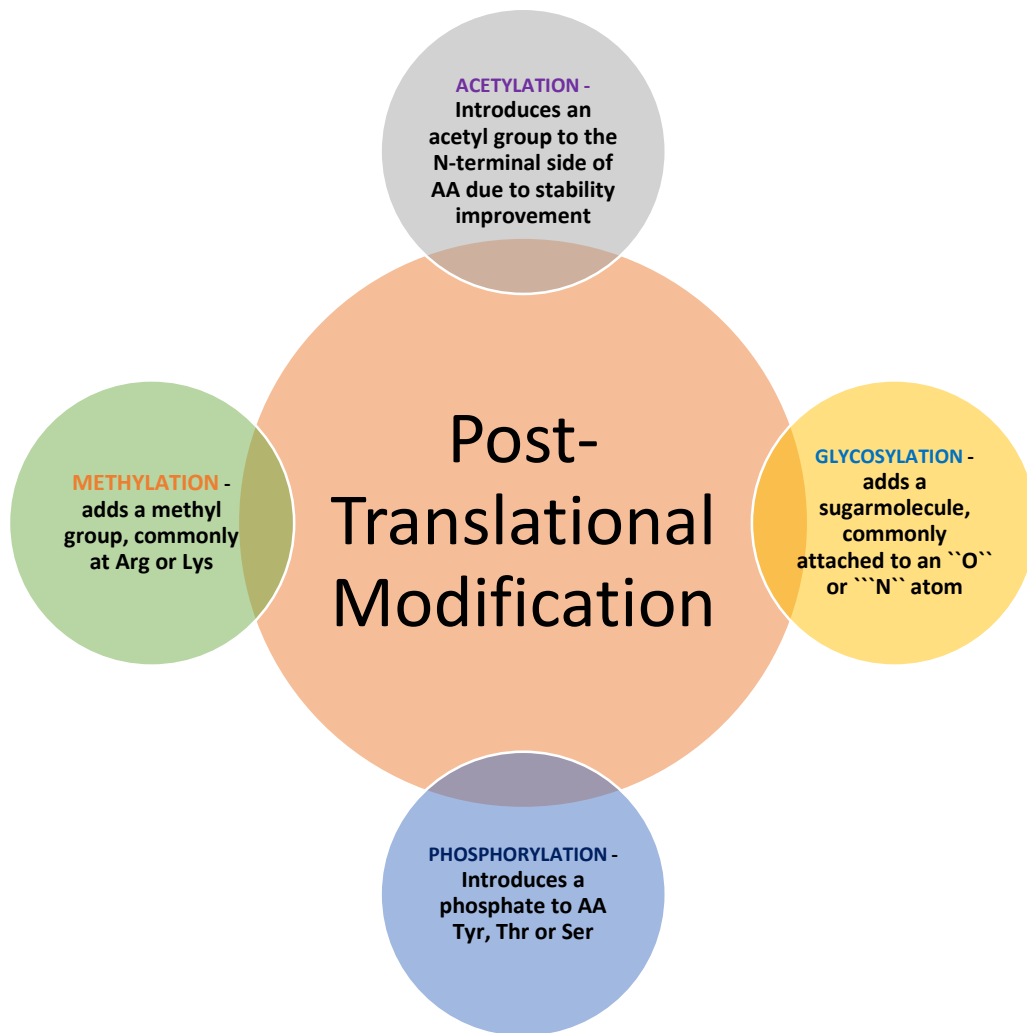 ACETYLATION -
Introduces an
acetyl group to the
N-terminal side of
AA due to stability
improvement
METHYLATION -
adds a methyl
group, commonly
at Arg or Lys
Post-
Translational
Modification
GLYCOSYLATION -
adds a
sugarmolecule,
commonly
attached to an ``O``
or ```N`` atom
PHOSPHORYLATION -
Introduces a
phosphate to AA
Tyr, Thr or Ser